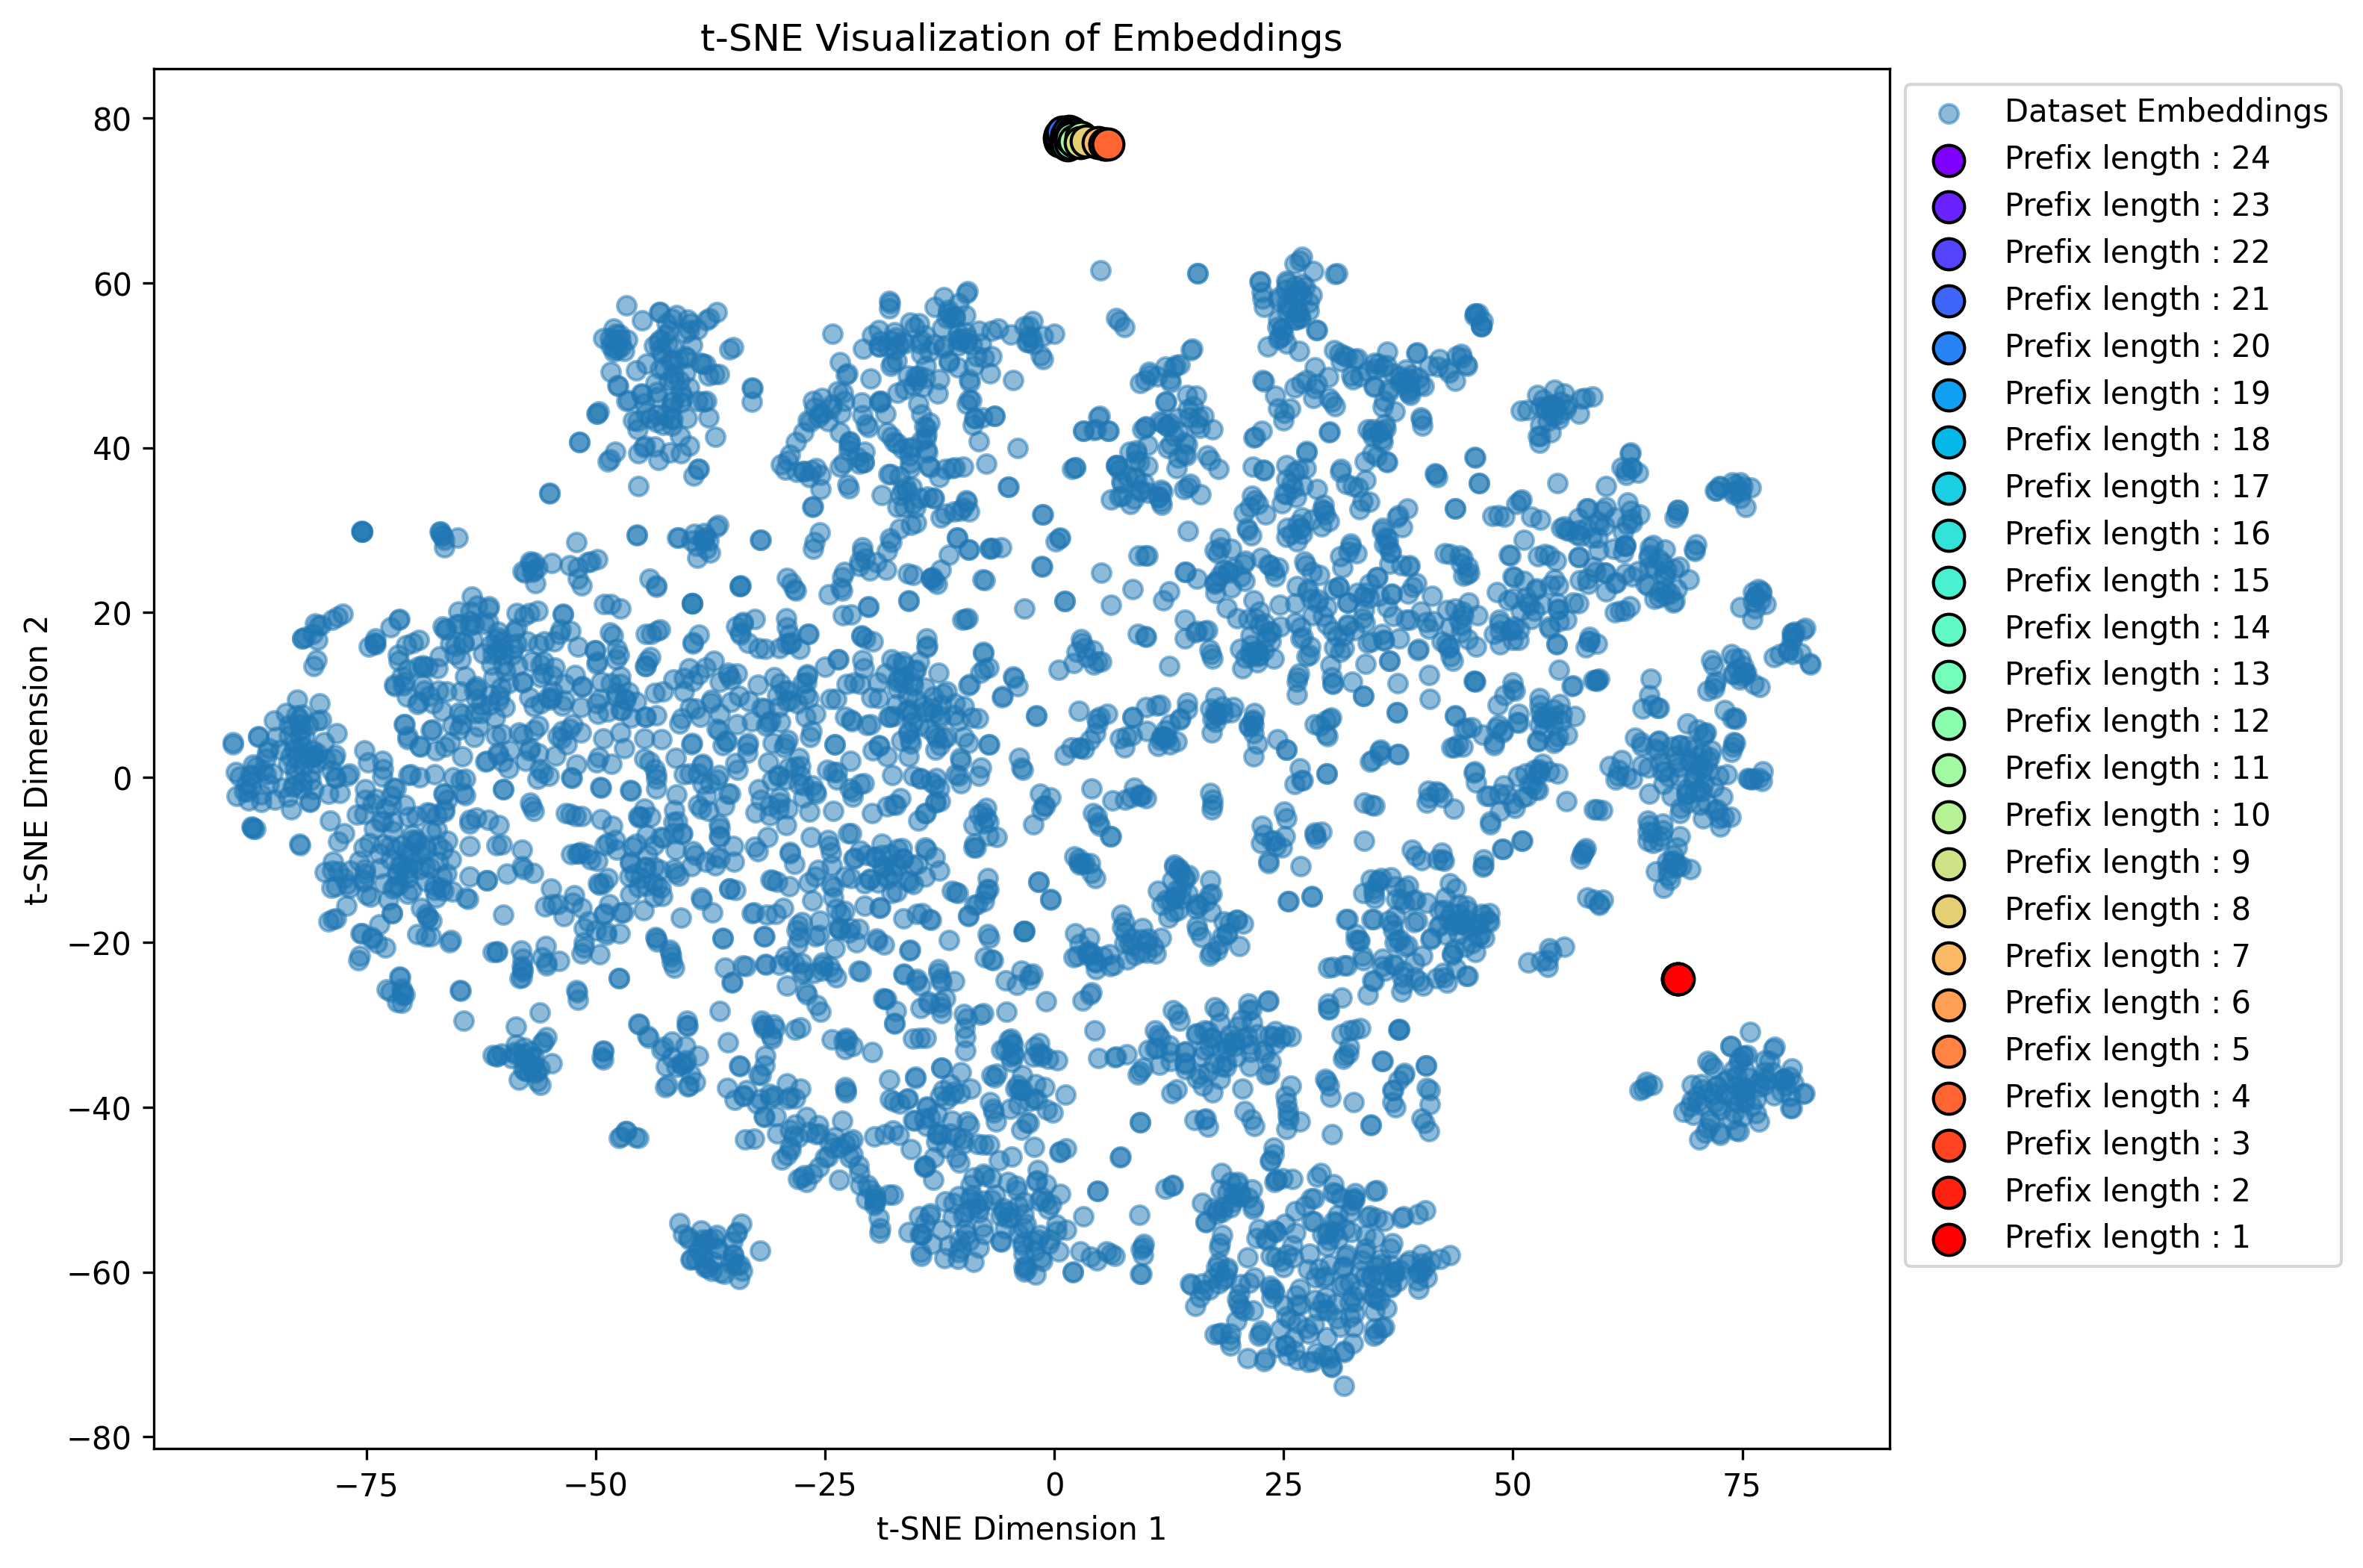 t-SNE Visualization of Embeddings
80
60
40
20
0
−20
−40
−60
−80
t-SNE Dimension 2
−75
−50
−25
0
25
50
75
t-SNE Dimension 1
Dataset Embeddings
Prefix length : 24
Prefix length : 23
Prefix length : 22
Prefix length : 21
Prefix length : 20
Prefix length : 19
Prefix length : 18
Prefix length : 17
Prefix length : 16
Prefix length : 15
Prefix length : 14
Prefix length : 13
Prefix length : 12
Prefix length : 11
Prefix length : 10
Prefix length : 9
Prefix length : 8
Prefix length : 7
Prefix length : 6
Prefix length : 5
Prefix length : 4
Prefix length : 3
Prefix length : 2
Prefix length : 1